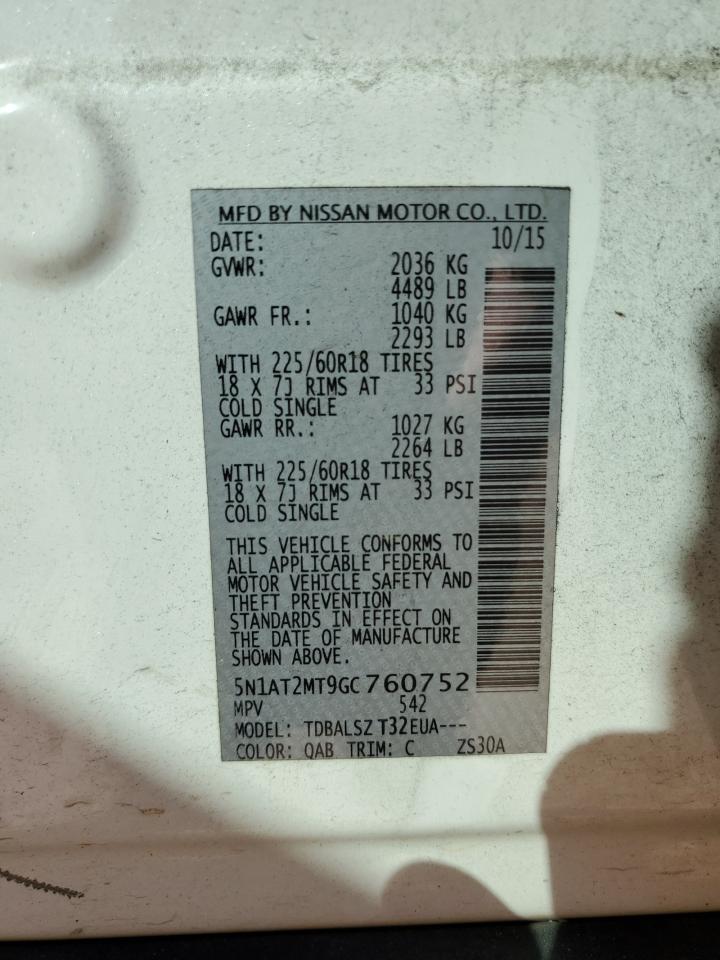 MFD BY NISSAN MOTOR CO., LTD.
DATE: 10/15
GVWR: 2036 KG
4489 LB
GAWR FR.: 1040 KG
2293 LB
WITH 225/60R18 TIRES
18 X 7J RIMS AT 33 PSI
COLD SINGLE
GAWR RR.: 1027 KG
2264 LB
WITH 225/60R18 TIRES
18 X 7J RIMS AT 33 PSI
COLD SINGLE
THIS VEHICLE CONFORMS TO
ALL APPLICABLE FEDERAL
MOTOR VEHICLE SAFETY AND
THEFT PREVENTION
STANDARDS IN EFFECT ON
THE DATE OF MANUFACTURE
SHOWN ABOVE.
5N1AT2MT9GC760752
MPV 542
MODEL: TDBALSZ T32EUA---
COLOR: QAB TRIM: C ZS30A